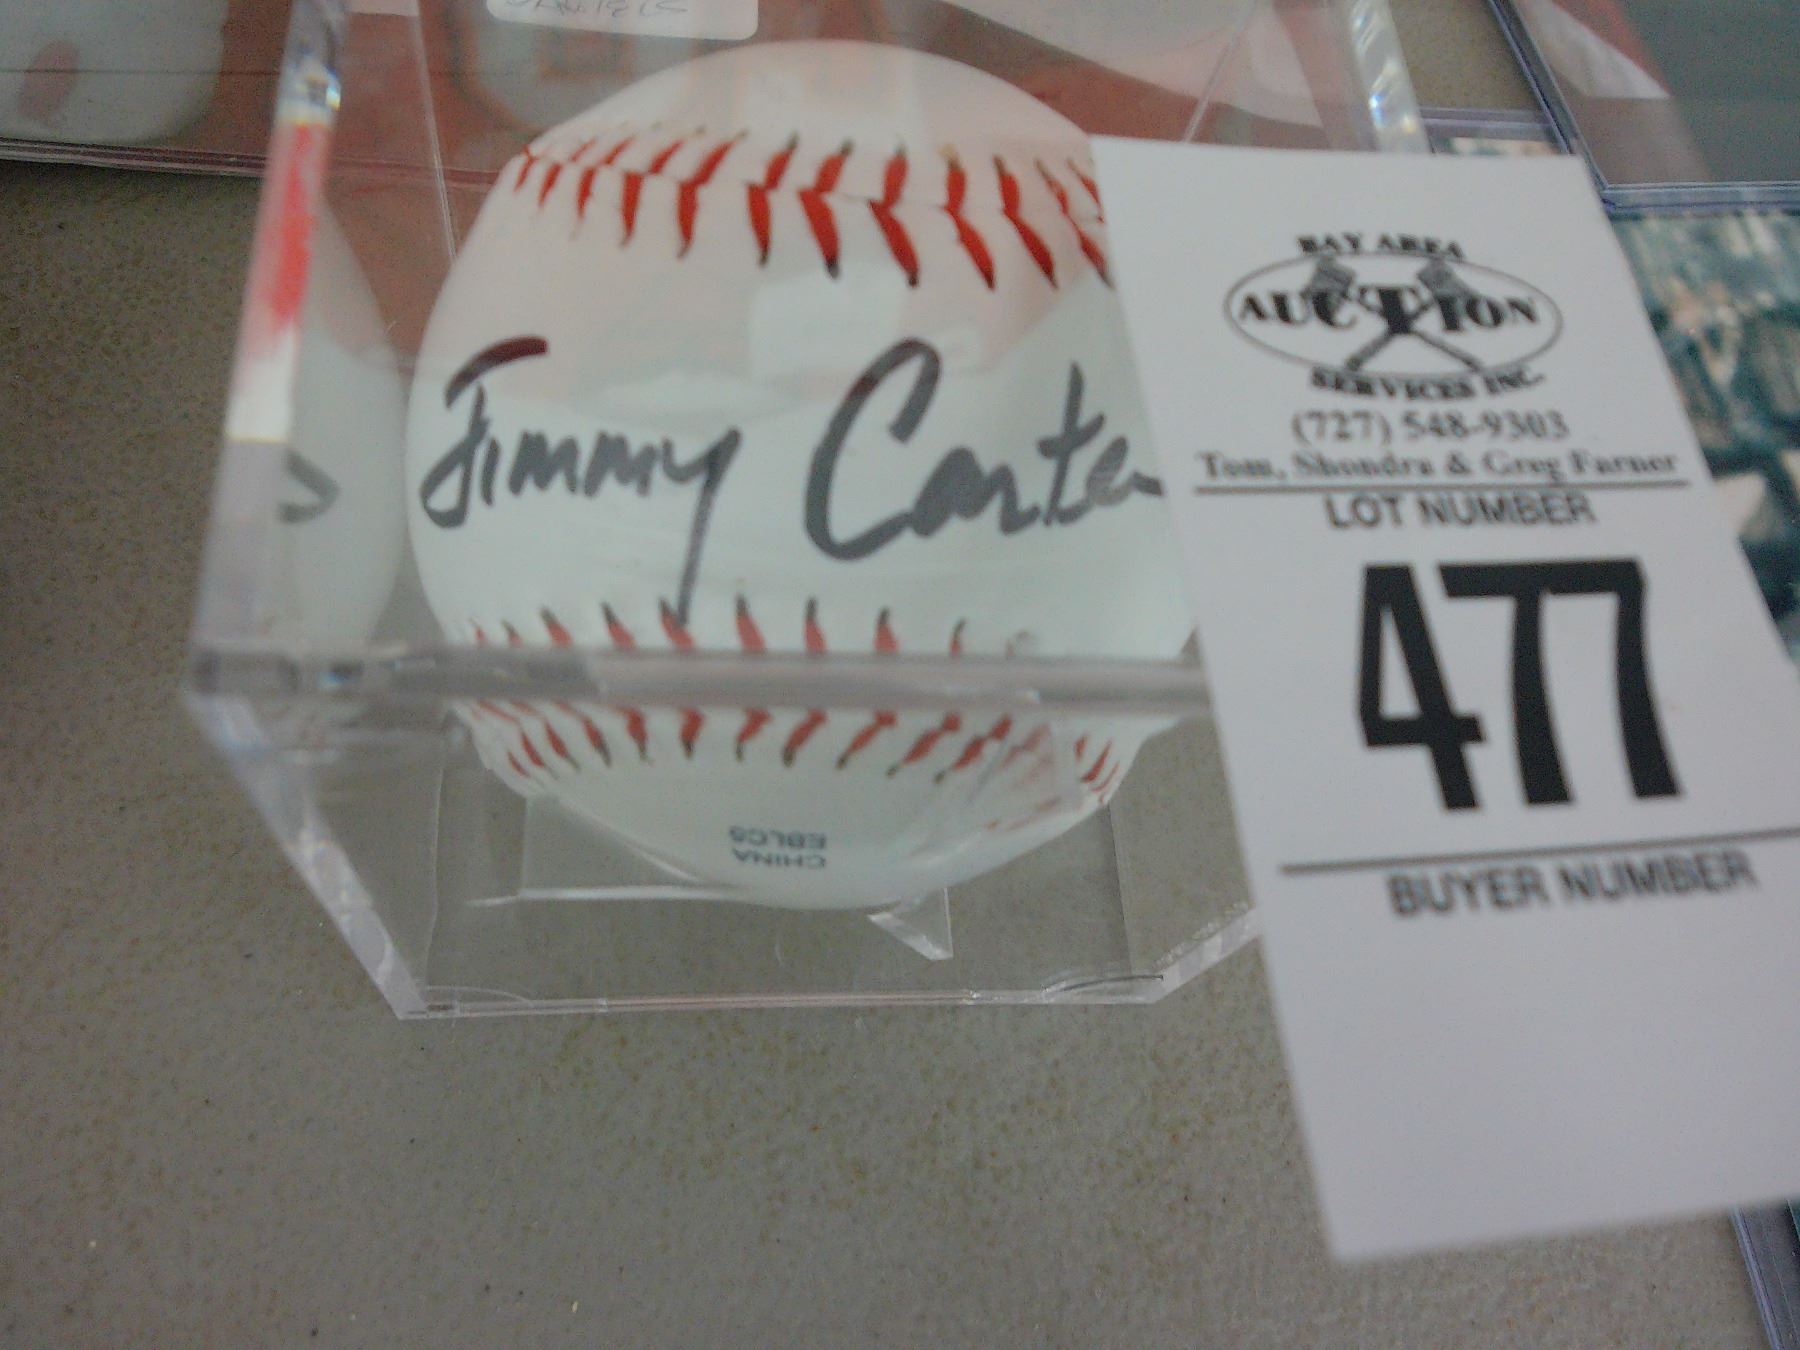 Jimmy Carter
BAY AREA
AUCTION
SERVICES INC.
(727) 548-9303
Tom, Shondra & Greg Farner
LOT NUMBER
477
BUYER NUMBER
CHINA
EBLC5